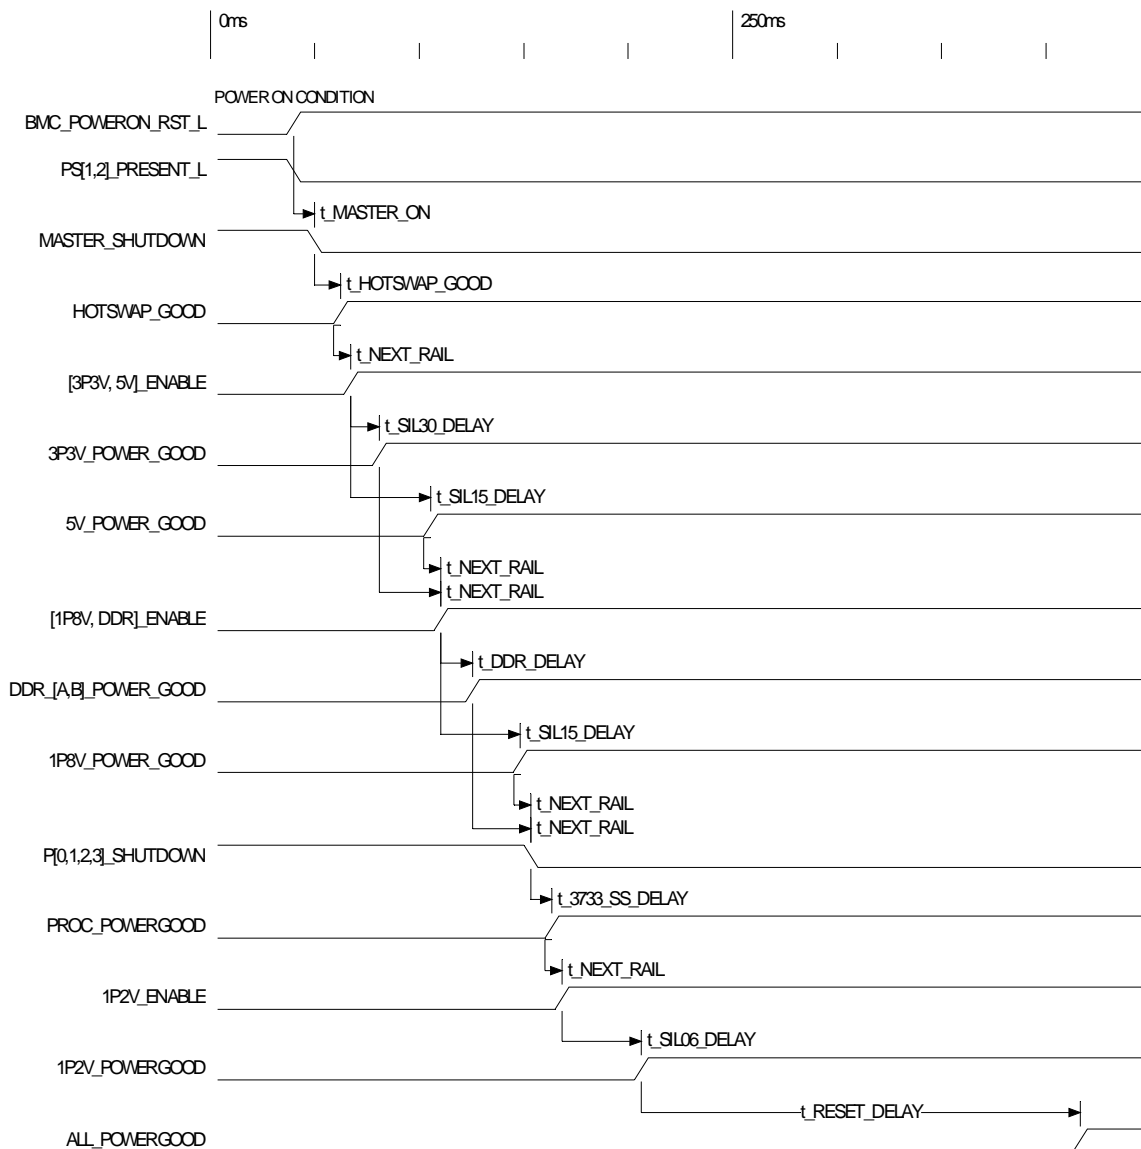 0ms 250ms
POWER ON CONDITION
BMC_POWERON_RST_L
PS[1,2]_PRESENT_L
t_MASTER_ON
MASTER_SHUTDOWN
t_HOTSWAP_GOOD
HOTSWAP_GOOD
t_NEXT_RAIL
[3P3V, 5V]_ENABLE
t_SIL30_DELAY
3P3V_POWER_GOOD
t_SIL15_DELAY
5V_POWER_GOOD
t_NEXT_RAIL
t_NEXT_RAIL
[1P8V, DDR]_ENABLE
t_DDR_DELAY
DDR_[A,B]_POWER_GOOD
t_SIL15_DELAY
1P8V_POWER_GOOD
t_NEXT_RAIL
t_NEXT_RAIL
P[0,1,2,3]_SHUTDOWN
t_3733_SS_DELAY
PROC_POWERGOOD
t_NEXT_RAIL
1P2V_ENABLE
t_SIL06_DELAY
1P2V_POWERGOOD
t_RESET_DELAY
ALL_POWERGOOD